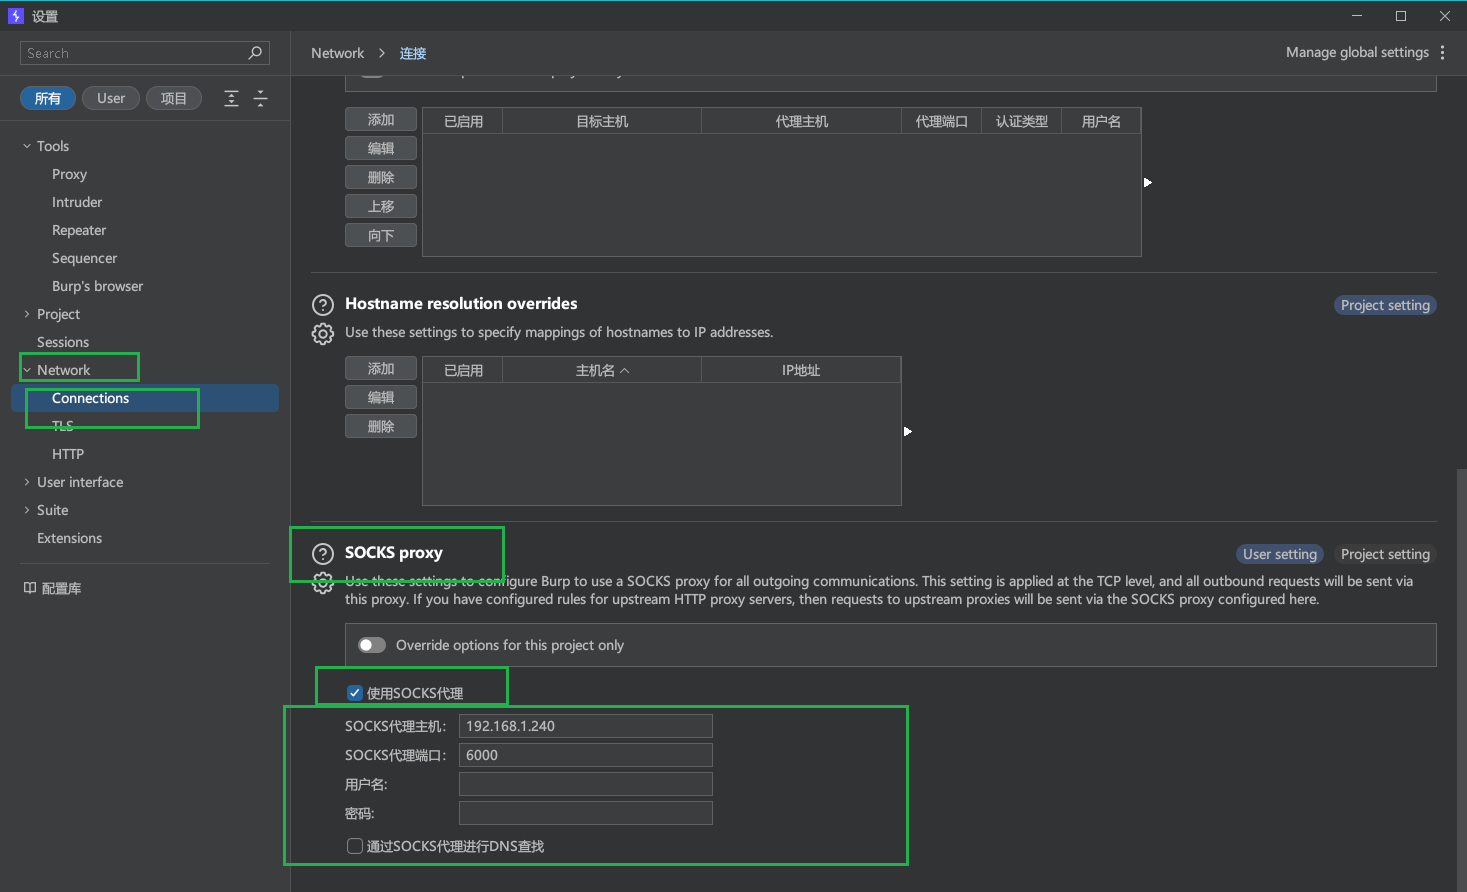 设置
Search
Network > 连接
Manage global settings
所有
User
项目
Tools
Proxy
Intruder
Repeater
Sequencer
Burp's browser
Project
Sessions
Network
Connections
TLS
HTTP
User interface
Suite
Extensions
配置库
添加
编辑
删除
上移
向下
已启用
目标主机
代理主机
代理端口
认证类型
用户名
Hostname resolution overrides
Project setting
Use these settings to specify mappings of hostnames to IP addresses.
添加
编辑
删除
已启用
主机名
IP地址
SOCKS proxy
User setting
Project setting
Use these settings to configure Burp to use a SOCKS proxy for all outgoing communications. This setting is applied at the TCP level, and all outbound requests will be sent via
this proxy. If you have configured rules for upstream HTTP proxy servers, then requests to upstream proxies will be sent via the SOCKS proxy configured here.
Override options for this project only
使用SOCKS代理
SOCKS代理主机: 192.168.1.240
SOCKS代理端口: 6000
用户名:
密码:
通过SOCKS代理进行DNS查找